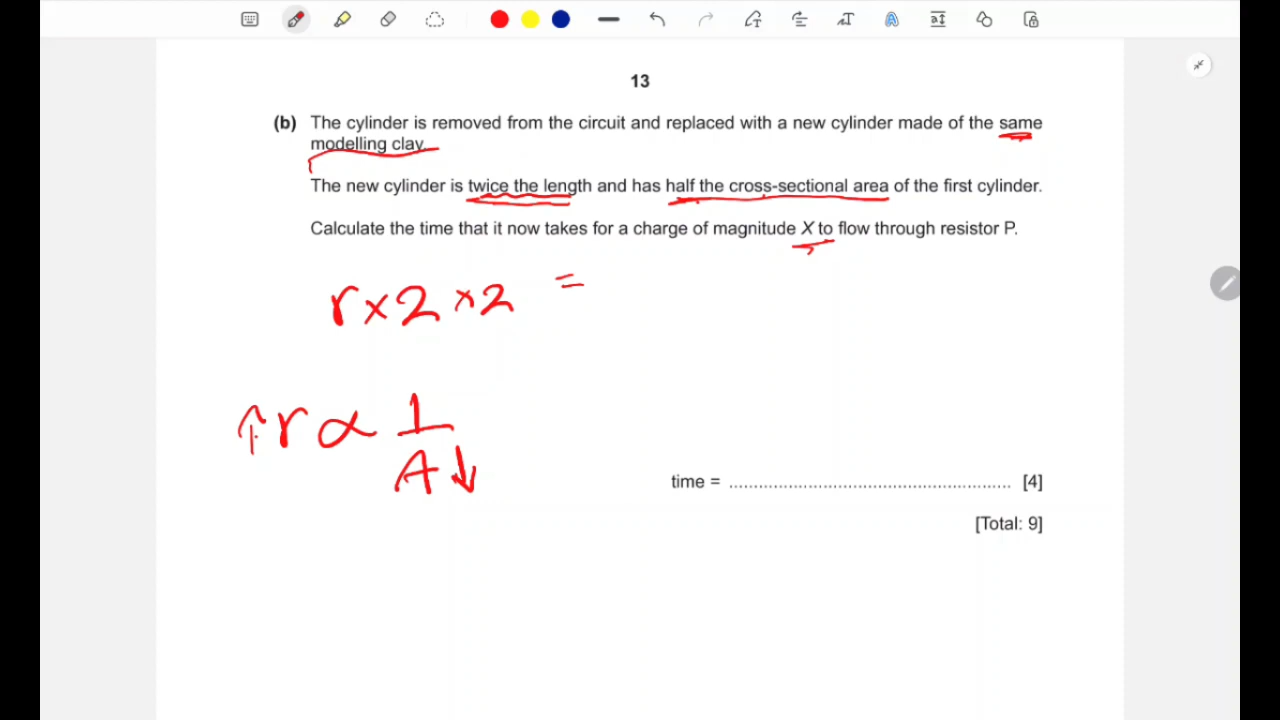 13
(b) The cylinder is removed from the circuit and replaced with a new cylinder made of the same
modelling clay.
The new cylinder is twice the length and has half the cross-sectional area of the first cylinder.
Calculate the time that it now takes for a charge of magnitude X to flow through resistor P.
r × 2 × 2 =
↑ r ∝ 1/A ↓
time = ........................................................ [4]
[Total: 9]